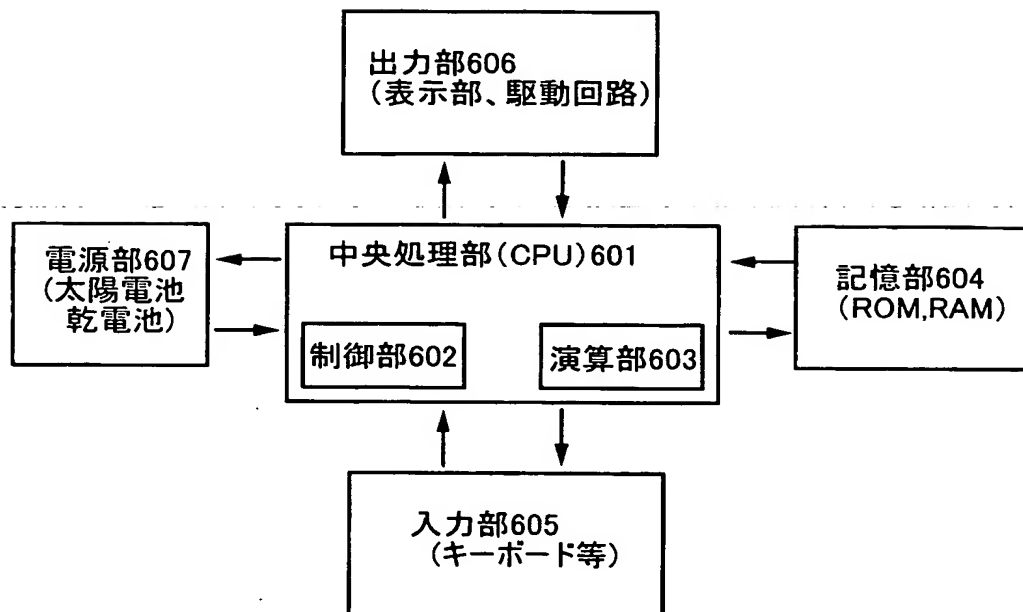 出力部606
(表示部、駆動回路)
電源部607
(太陽電池
乾電池)
中央処理部(CPU)601
制御部602
演算部603
記憶部604
(ROM,RAM)
入力部605
(キーボード等)